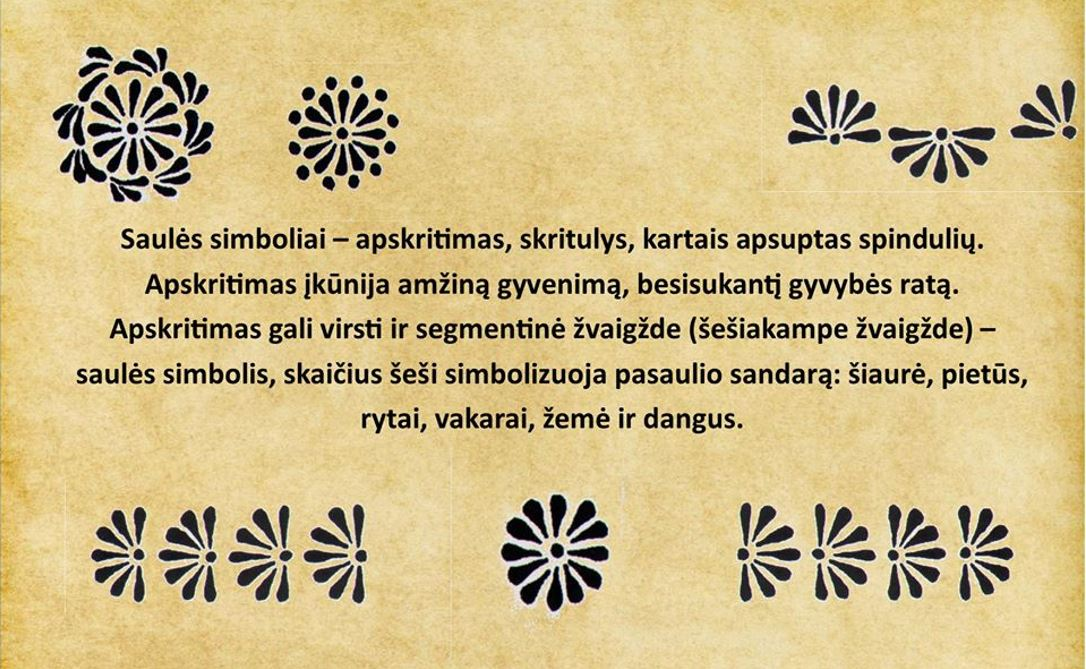 Saulės simboliai – apskritimas, skritulys, kartais apsuptas spindulių.
Apskritimas įkūnija amžiną gyvenimą, besisukantį gyvybės ratą.
Apskritimas gali virsti ir segmentinė žvaigžde (šešiakampe žvaigžde) –
saulės simbolis, skaičius šeši simbolizuoja pasaulio sandarą: šiaurė, pietūs,
rytai, vakarai, žemė ir dangus.